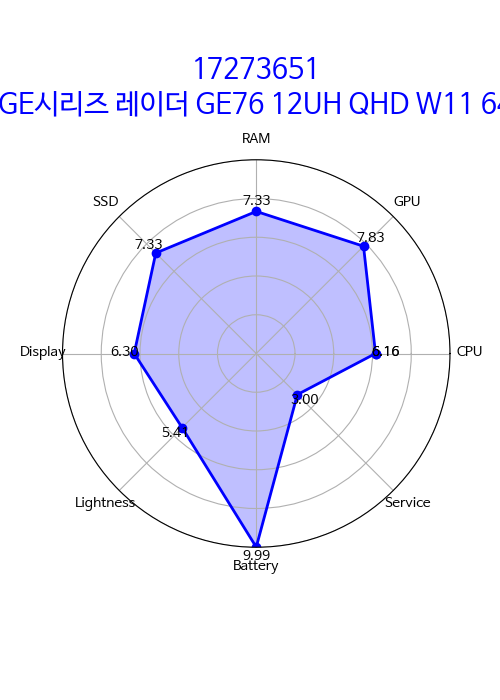 17273651
GE시리즈 레이더 GE76 12UH QHD W11 64
RAM
7.33
SSD
GPU
7.33
7.83
Display
6.30
6.16
CPU
5.41
3.00
Lightness
Service
9.99
Battery